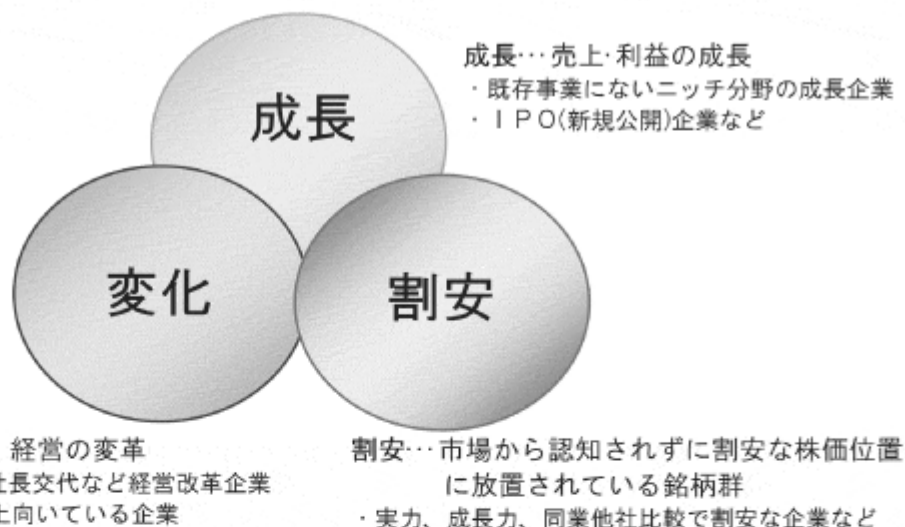 成長
成長…売上・利益の成長
・既存事業にないニッチ分野の成長企業
・ＩＰＯ(新規公開)企業など
変化
割安
経営の変革
社長交代など経営改革企業
上向いている企業
割安…市場から認知されずに割安な株価位置
に放置されている銘柄群
・実力、成長力、同業他社比較で割安な企業など